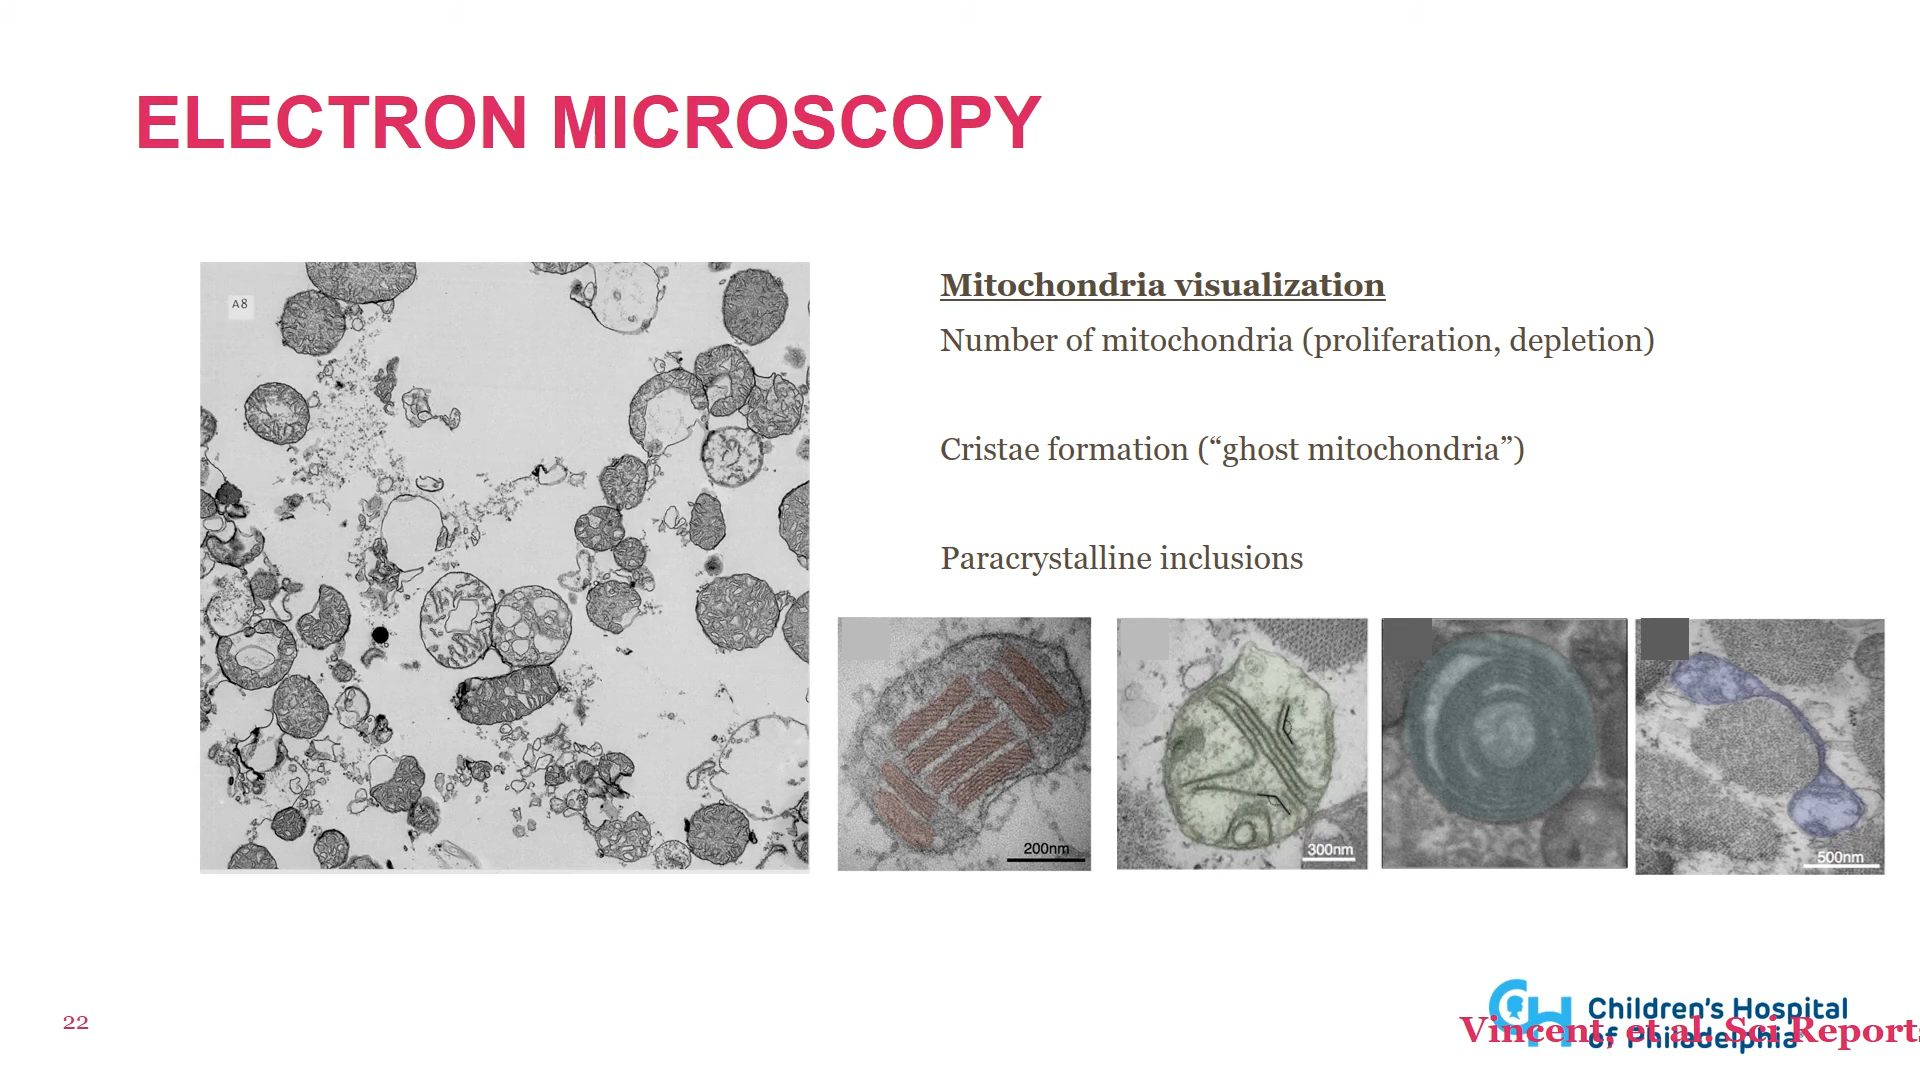 ELECTRON MICROSCOPY
A8
Mitochondria visualization
Number of mitochondria (proliferation, depletion)
Cristae formation (“ghost mitochondria”)
Paracrystalline inclusions
200nm
300nm
500nm
22
Children's Hospital
of Philadelphia
Vincent, et al. Sci Reports